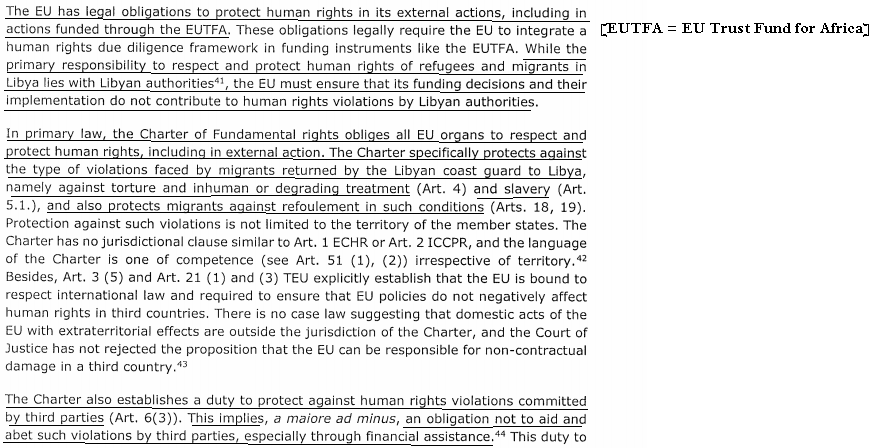 The EU has legal obligations to protect human rights in its external actions, including in
actions funded through the EUTFA. These obligations legally require the EU to integrate a
human rights due diligence framework in funding instruments like the EUTFA. While the
primary responsibility to respect and protect human rights of refugees and migrants in
Libya lies with Libyan authorities⁴¹, the EU must ensure that its funding decisions and their
implementation do not contribute to human rights violations by Libyan authorities.
[EUTFA = EU Trust Fund for Africa]
In primary law, the Charter of Fundamental rights obliges all EU organs to respect and
protect human rights, including in external action. The Charter specifically protects against
the type of violations faced by migrants returned by the Libyan coast guard to Libya,
namely against torture and inhuman or degrading treatment (Art. 4) and slavery (Art.
5.1.), and also protects migrants against refoulement in such conditions (Arts. 18, 19).
Protection against such violations is not limited to the territory of the member states. The
Charter has no jurisdictional clause similar to Art. 1 ECHR or Art. 2 ICCPR, and the language
of the Charter is one of competence (see Art. 51 (1), (2)) irrespective of territory.⁴²
Besides, Art. 3 (5) and Art. 21 (1) and (3) TEU explicitly establish that the EU is bound to
respect international law and required to ensure that EU policies do not negatively affect
human rights in third countries. There is no case law suggesting that domestic acts of the
EU with extraterritorial effects are outside the jurisdiction of the Charter, and the Court of
Justice has not rejected the proposition that the EU can be responsible for non-contractual
damage in a third country.⁴³
The Charter also establishes a duty to protect against human rights violations committed
by third parties (Art. 6(3)). This implies, a maiore ad minus, an obligation not to aid and
abet such violations by third parties, especially through financial assistance.⁴⁴ This duty to